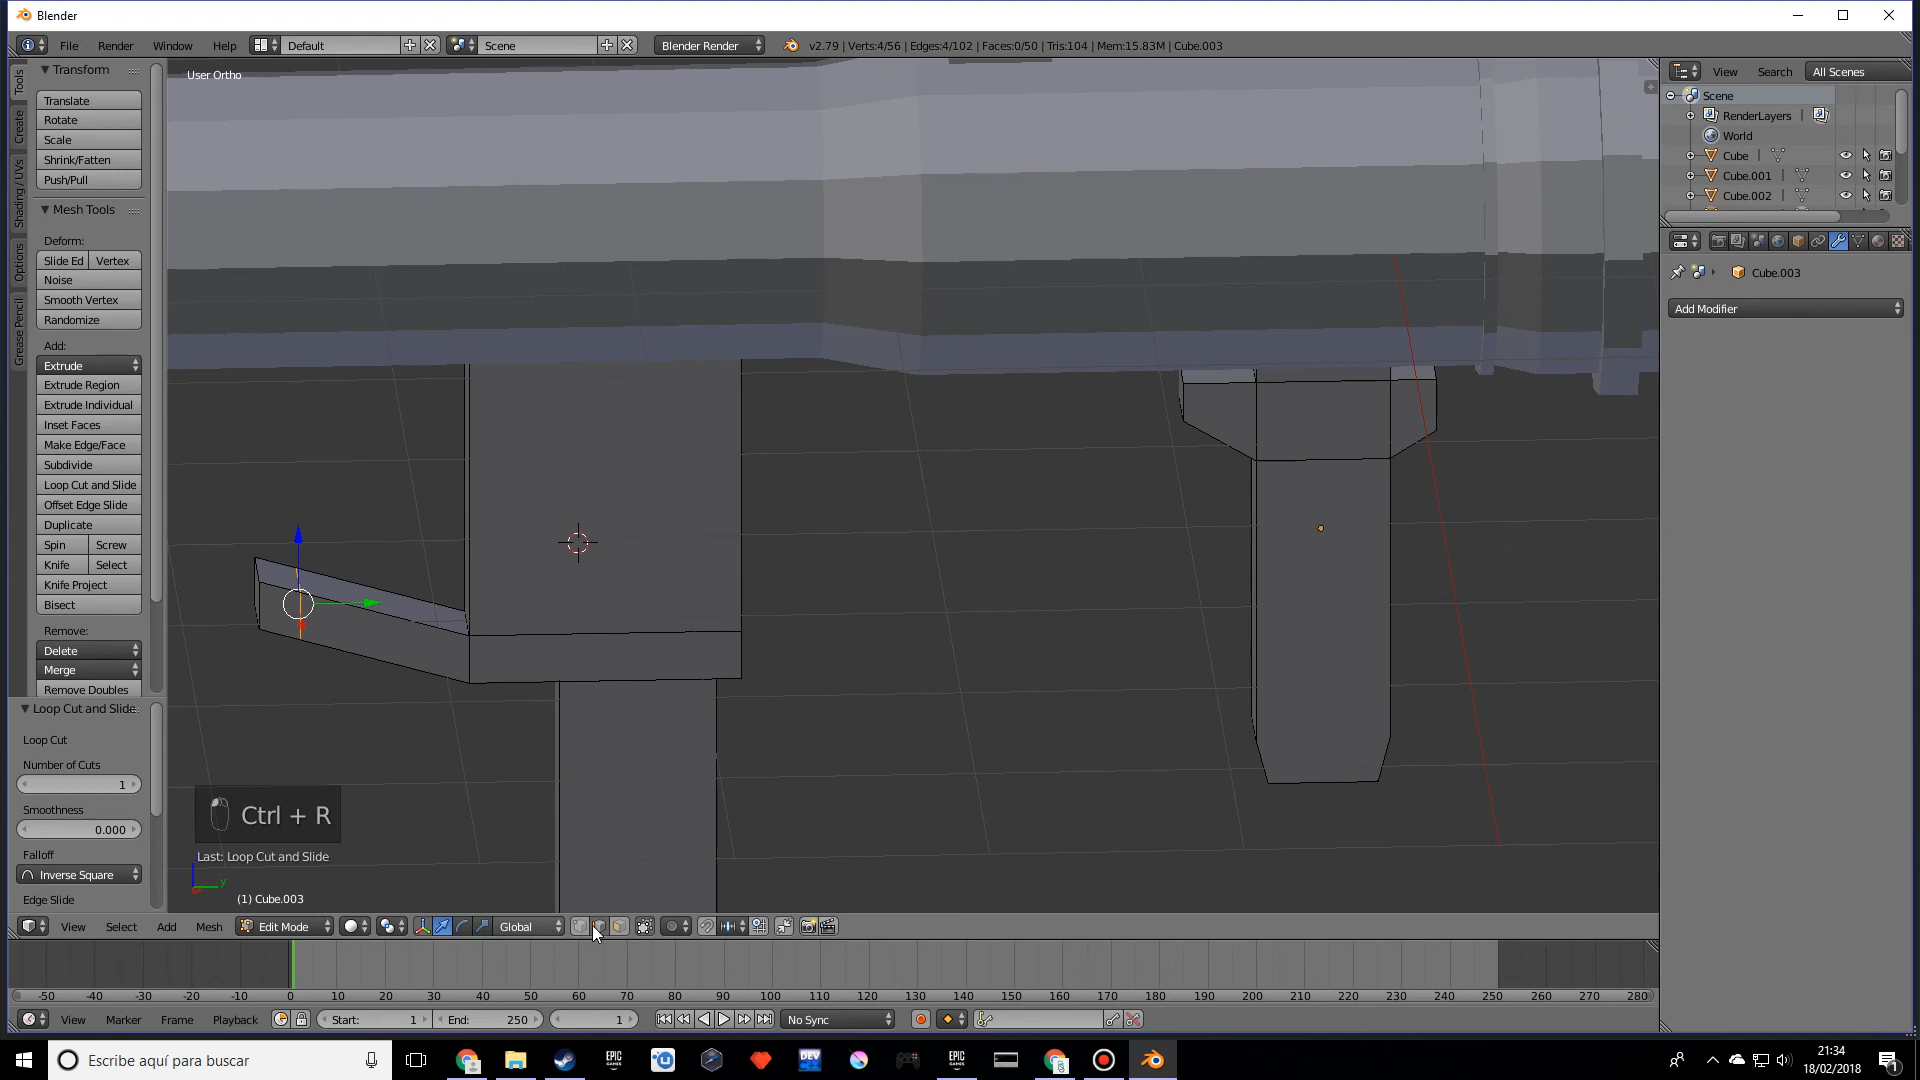 Blender
File Render Window Help Default Scene Blender Render v2.79 | Verts:4/56 | Edges:4/102 | Faces:0/50 | Tris:104 | Mem:15.83M | Cube.003
Tools
Create
Shading / UVs
Options
Grease Pencil
Transform
Translate
Rotate
Scale
Shrink/Fatten
Push/Pull
Mesh Tools
Deform:
Slide Ed Vertex
Noise
Smooth Vertex
Randomize
Add:
Extrude
Extrude Region
Extrude Individual
Inset Faces
Make Edge/Face
Subdivide
Loop Cut and Slide
Offset Edge Slide
Duplicate
Spin Screw
Knife Select
Knife Project
Bisect
Remove:
Delete
Merge
Remove Doubles
Loop Cut and Slide
Loop Cut
Number of Cuts
1
Smoothness
0.000
Falloff
Inverse Square
Edge Slide
User Ortho
Ctrl + R
Last: Loop Cut and Slide
y
(1) Cube.003
View Search All Scenes
Scene
RenderLayers |
World
Cube |
Cube.001
Cube.002
Cube.003
Add Modifier
View Select Add Mesh Edit Mode Global
-50 -40 -30 -20 -10 0 10 20 30 40 50 60 70 80 90 100 110 120 130 140 150 160 170 180 190 200 210 220 230 240 250 260 270 280
View Marker Frame Playback Start: 1 End: 250 1 No Sync
Escribe aquí para buscar
EPIC
GAMES
DEV
EPIC
GAMES
21:34
18/02/2018
1